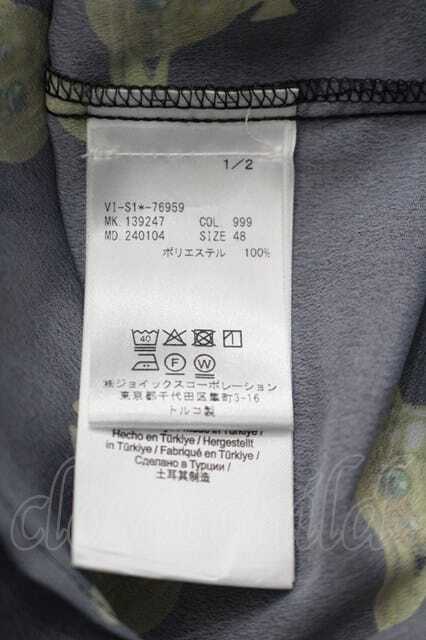 1/2
VI-S1*-76959
MK. 139247 COL. 999
MD. 240104 SIZE 48
ポリエステル 100%
40
F W
株式ジョイックスコーポレーション
東京都千代田区隼町3-16
トルコ製
Hecho en Türkiye / Hergestellt
in Türkiye / Fabriqué en Türkiye
/ Сделано в Турции /
土耳其制造